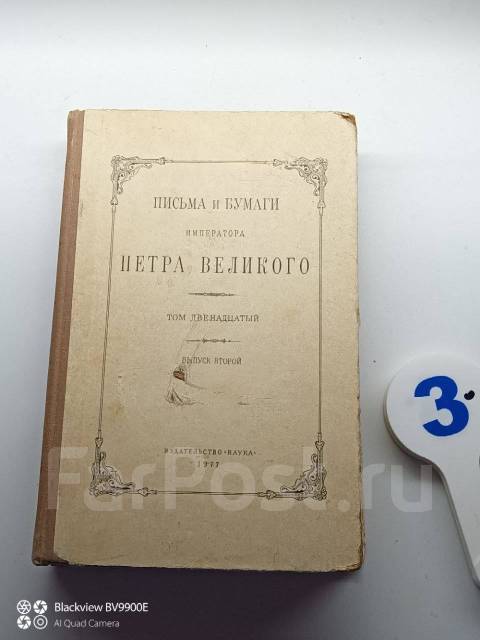 ПИСЬМА И БУМАГИ
ИМПЕРАТОРА
ПЕТРА ВЕЛИКОГО
ТОМ ДВЕНАДЦАТЫЙ
ВЫПУСК ВТОРОЙ
ИЗДАТЕЛЬСТВО «НАУКА»
1977
3
FarPost.ru
Blackview BV9900E
AI Quad Camera